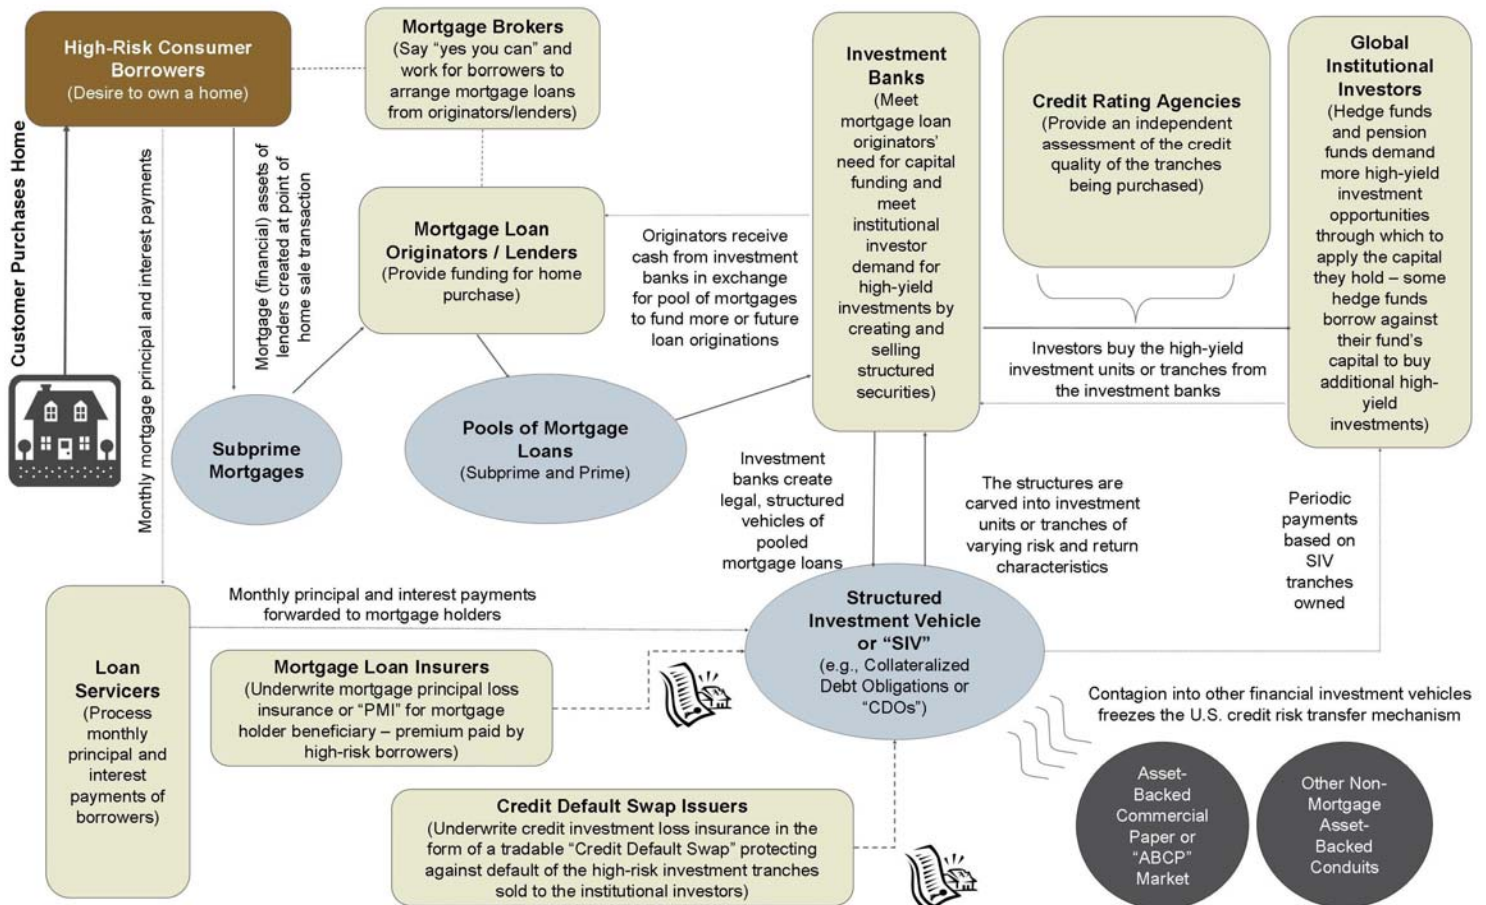 High-Risk Consumer
Borrowers
(Desire to own a home)
Mortgage Brokers
(Say “yes you can” and
work for borrowers to
arrange mortgage loans
from originators/lenders)
Investment
Banks
(Meet
mortgage loan
originators’
need for capital
funding and
meet
institutional
investor
demand for
high-yield
investments by
creating and
selling
structured
securities)
Credit Rating Agencies
(Provide an independent
assessment of the credit
quality of the tranches
being purchased)
Global
Institutional
Investors
(Hedge funds
and pension
funds demand
more high-yield
investment
opportunities
through which to
apply the capital
they hold – some
hedge funds
borrow against
their fund’s
capital to buy
additional high-
yield
investments)
Customer Purchases Home
Monthly mortgage principal and interest payments
Mortgage (financial) assets of
lenders created at point of
home sale transaction
Mortgage Loan
Originators / Lenders
(Provide funding for home
purchase)
Originators receive
cash from investment
banks in exchange
for pool of mortgages
to fund more or future
loan originations
Investors buy the high-yield
investment units or tranches from
the investment banks
Subprime
Mortgages
Pools of Mortgage
Loans
(Subprime and Prime)
Investment
banks create
legal, structured
vehicles of
pooled
mortgage loans
The structures are
carved into investment
units or tranches of
varying risk and return
characteristics
Periodic
payments
based on
SIV
tranches
owned
Monthly principal and interest payments
forwarded to mortgage holders
Structured
Investment Vehicle
or “SIV”
(e.g., Collateralized
Debt Obligations or
“CDOs”)
Loan
Servicers
(Process
monthly
principal and
interest
payments of
borrowers)
Mortgage Loan Insurers
(Underwrite mortgage principal loss
insurance or “PMI” for mortgage
holder beneficiary – premium paid by
high-risk borrowers)
Contagion into other financial investment vehicles
freezes the U.S. credit risk transfer mechanism
Credit Default Swap Issuers
(Underwrite credit investment loss insurance in the
form of a tradable “Credit Default Swap” protecting
against default of the high-risk investment tranches
sold to the institutional investors)
Asset-
Backed
Commercial
Paper or
“ABCP”
Market
Other Non-
Mortgage
Asset-
Backed
Conduits